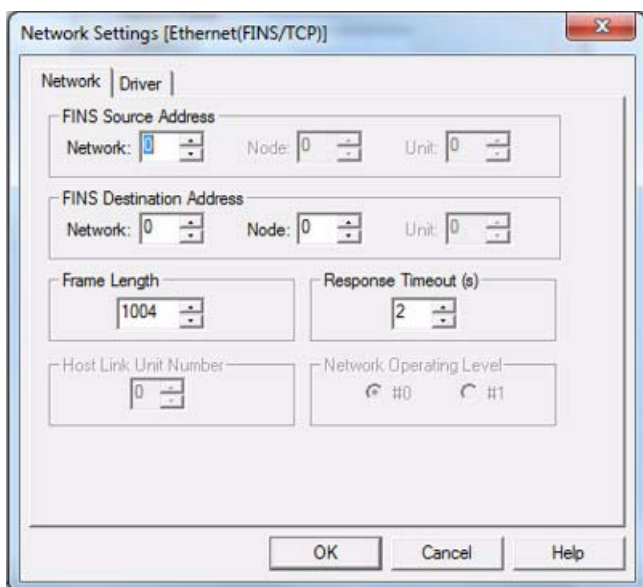 Network Settings [Ethernet(FINS/TCP)]
Network Driver
FINS Source Address
Network: 0 Node: 0 Unit: 0
FINS Destination Address
Network: 0 Node: 0 Unit: 0
Frame Length Response Timeout (s)
1004 2
Host Link Unit Number Network Operating Level
0 #0 #1
OK Cancel Help